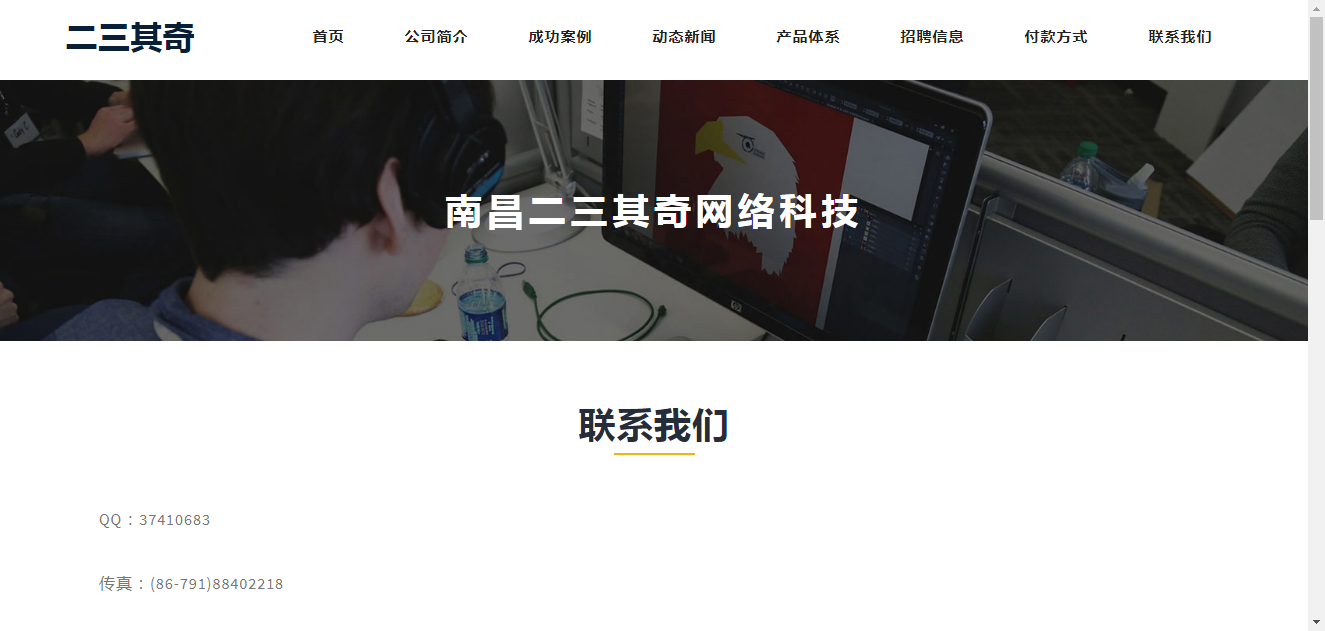 二三其奇
首页 公司简介 成功案例 动态新闻 产品体系 招聘信息 付款方式 联系我们
南昌二三其奇网络科技
联系我们
QQ：37410683
传真：(86-791)88402218